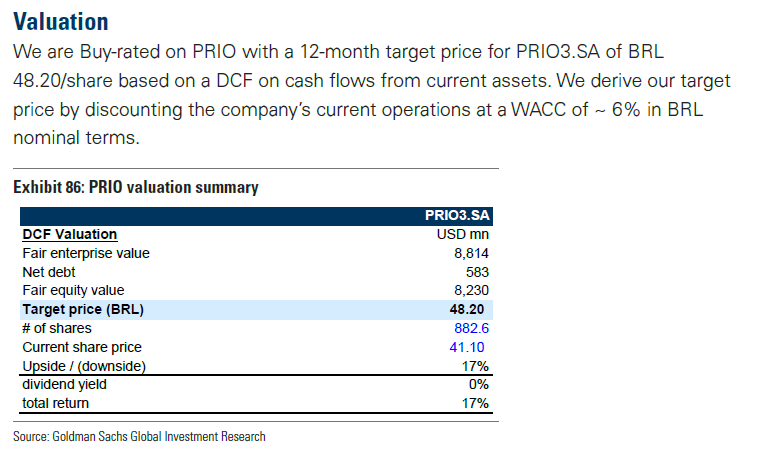 Valuation
We are Buy-rated on PRIO with a 12-month target price for PRIO3.SA of BRL
48.20/share based on a DCF on cash flows from current assets. We derive our target
price by discounting the company's current operations at a WACC of ~ 6% in BRL
nominal terms.
Exhibit 86: PRIO valuation summary
PRIO3.SA
DCF Valuation USD mn
Fair enterprise value 8,814
Net debt 583
Fair equity value 8,230
Target price (BRL) 48.20
# of shares 882.6
Current share price 41.10
Upside / (downside) 17%
dividend yield 0%
total return 17%
Source: Goldman Sachs Global Investment Research